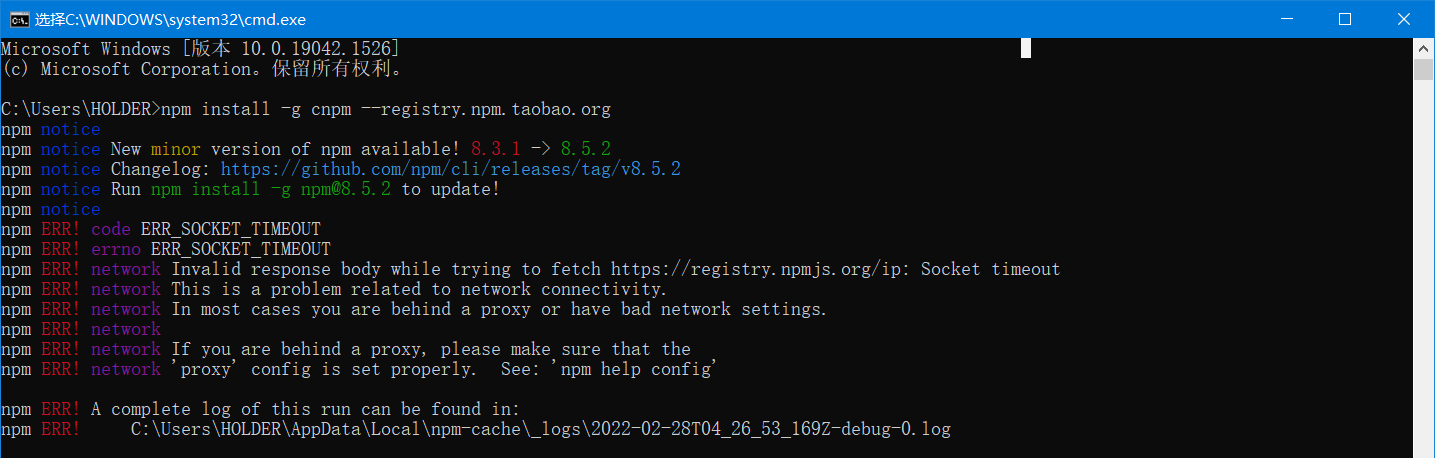 选择C:\WINDOWS\system32\cmd.exe
Microsoft Windows [版本 10.0.19042.1526]
(c) Microsoft Corporation。保留所有权利。
C:\Users\HOLDER>npm install -g cnpm --registry.npm.taobao.org
npm notice
npm notice New minor version of npm available! 8.3.1 -> 8.5.2
npm notice Changelog: https://github.com/npm/cli/releases/tag/v8.5.2
npm notice Run npm install -g npm@8.5.2 to update!
npm notice
npm ERR! code ERR_SOCKET_TIMEOUT
npm ERR! errno ERR_SOCKET_TIMEOUT
npm ERR! network Invalid response body while trying to fetch https://registry.npmjs.org/ip: Socket timeout
npm ERR! network This is a problem related to network connectivity.
npm ERR! network In most cases you are behind a proxy or have bad network settings.
npm ERR! network
npm ERR! network If you are behind a proxy, please make sure that the
npm ERR! network 'proxy' config is set properly.  See: 'npm help config'
npm ERR! A complete log of this run can be found in:
npm ERR!     C:\Users\HOLDER\AppData\Local\npm-cache\_logs\2022-02-28T04_26_53_169Z-debug-0.log